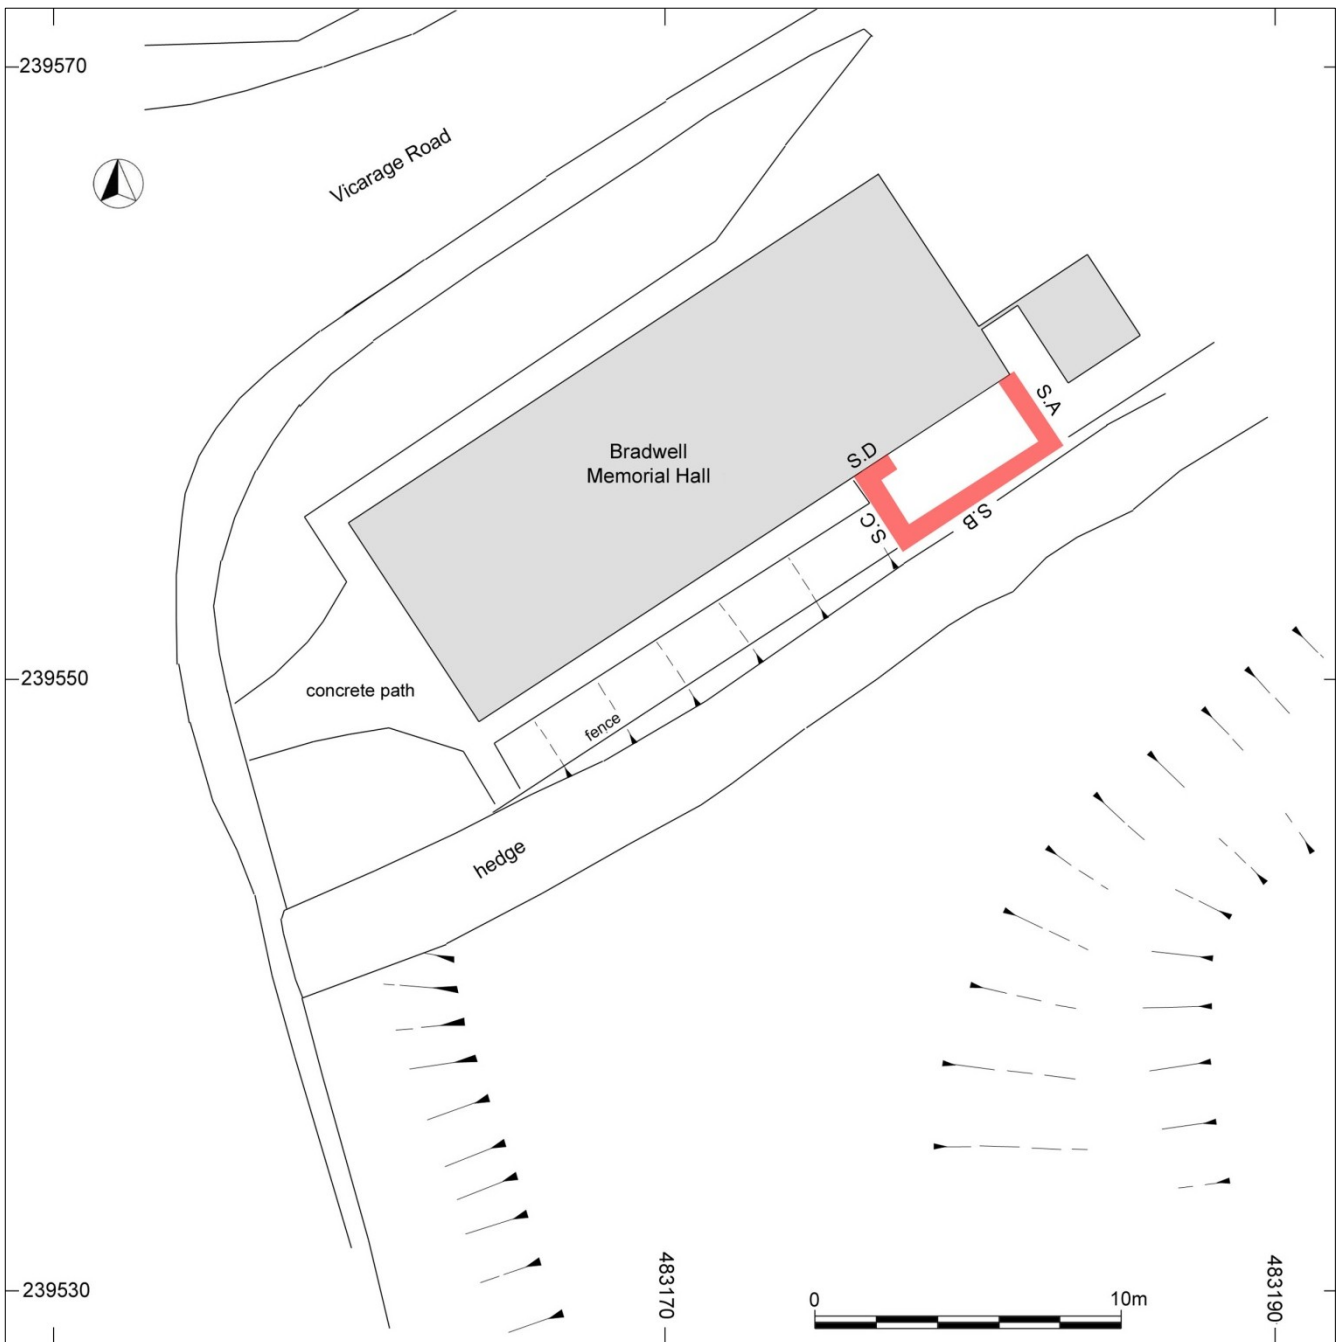 239570
Vicarage Road
S.A
Bradwell
Memorial Hall
S.D
S.B
S.C
239550
concrete path
fence
hedge
483170
483190
239530
0
10m